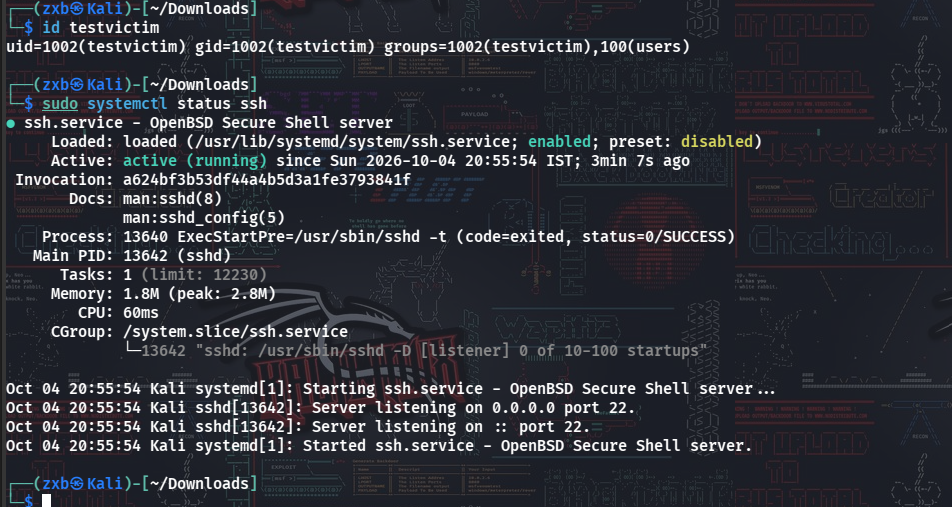 ┌──(zxb㉿Kali)-[~/Downloads]
└─$ id testvictim
uid=1002(testvictim) gid=1002(testvictim) groups=1002(testvictim),100(users)
┌──(zxb㉿Kali)-[~/Downloads]
└─$ sudo systemctl status ssh
● ssh.service - OpenBSD Secure Shell server
Loaded: loaded (/usr/lib/systemd/system/ssh.service; enabled; preset: disabled)
Active: active (running) since Sun 2026-10-04 20:55:54 IST; 3min 7s ago
Invocation: a624bf3b53df44a4b5d3a1fe3793841f
Docs: man:sshd(8)
man:sshd_config(5)
Process: 13640 ExecStartPre=/usr/sbin/sshd -t (code=exited, status=0/SUCCESS)
Main PID: 13642 (sshd)
Tasks: 1 (limit: 12230)
Memory: 1.8M (peak: 2.8M)
CPU: 60ms
CGroup: /system.slice/ssh.service
└─13642 "sshd: /usr/sbin/sshd -D [listener] 0 of 10-100 startups"
Oct 04 20:55:54 Kali systemd[1]: Starting ssh.service - OpenBSD Secure Shell server...
Oct 04 20:55:54 Kali sshd[13642]: Server listening on 0.0.0.0 port 22.
Oct 04 20:55:54 Kali sshd[13642]: Server listening on :: port 22.
Oct 04 20:55:54 Kali systemd[1]: Started ssh.service - OpenBSD Secure Shell server.
┌──(zxb㉿Kali)-[~/Downloads]
└─$